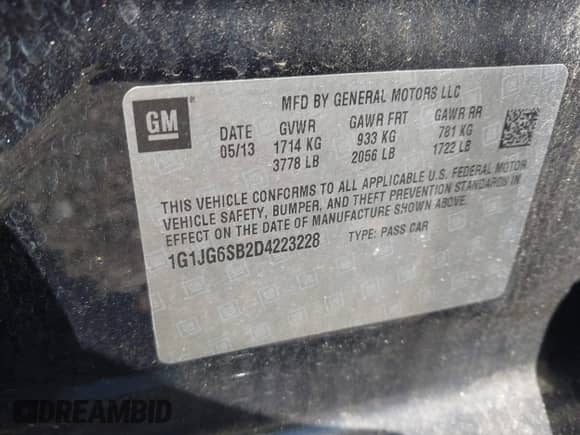 GM
MFD BY GENERAL MOTORS LLC
DATE GVWR GAWR FRT GAWR RR
05/13 1714 KG 933 KG 781 KG
3778 LB 2056 LB 1722 LB
THIS VEHICLE CONFORMS TO ALL APPLICABLE U.S. FEDERAL MOTOR
VEHICLE SAFETY, BUMPER, AND THEFT PREVENTION STANDARDS IN
EFFECT ON THE DATE OF MANUFACTURE SHOWN ABOVE.
1G1JG6SB2D4223228 TYPE: PASS CAR
DREAMBID